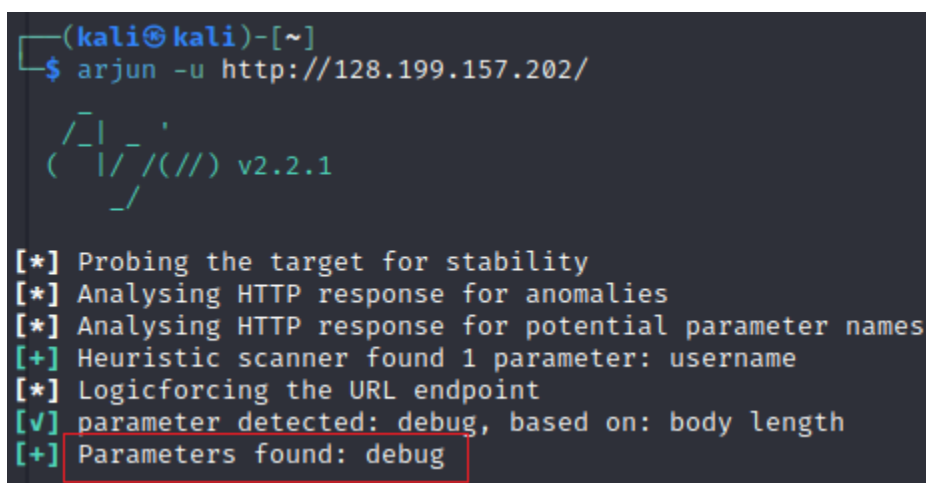 ┌──(kali㉿kali)-[~]
└─$ arjun -u http://128.199.157.202/
    _
   /_| _ '
  (  |/ /(//) v2.2.1
      _/
[*] Probing the target for stability
[*] Analysing HTTP response for anomalies
[*] Analysing HTTP response for potential parameter names
[+] Heuristic scanner found 1 parameter: username
[*] Logicforcing the URL endpoint
[√] parameter detected: debug, based on: body length
[+] Parameters found: debug